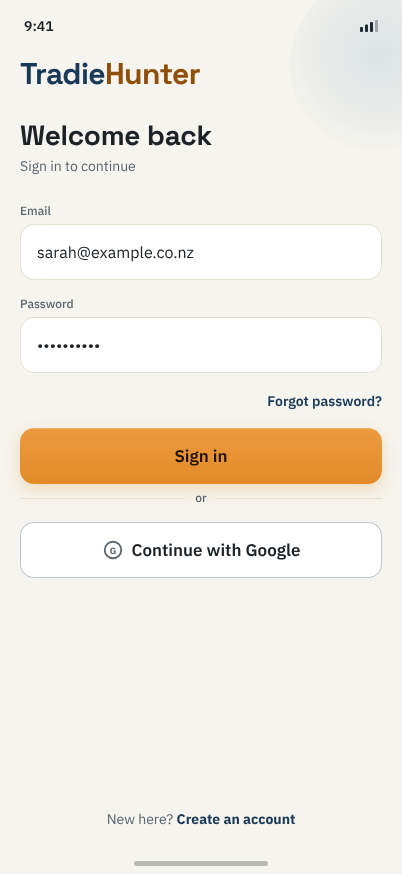 9:41
TradieHunter
Welcome back
Sign in to continue
Email
sarah@example.co.nz
Password
••••••••••
Forgot password?
Sign in
or
G Continue with Google
New here? Create an account